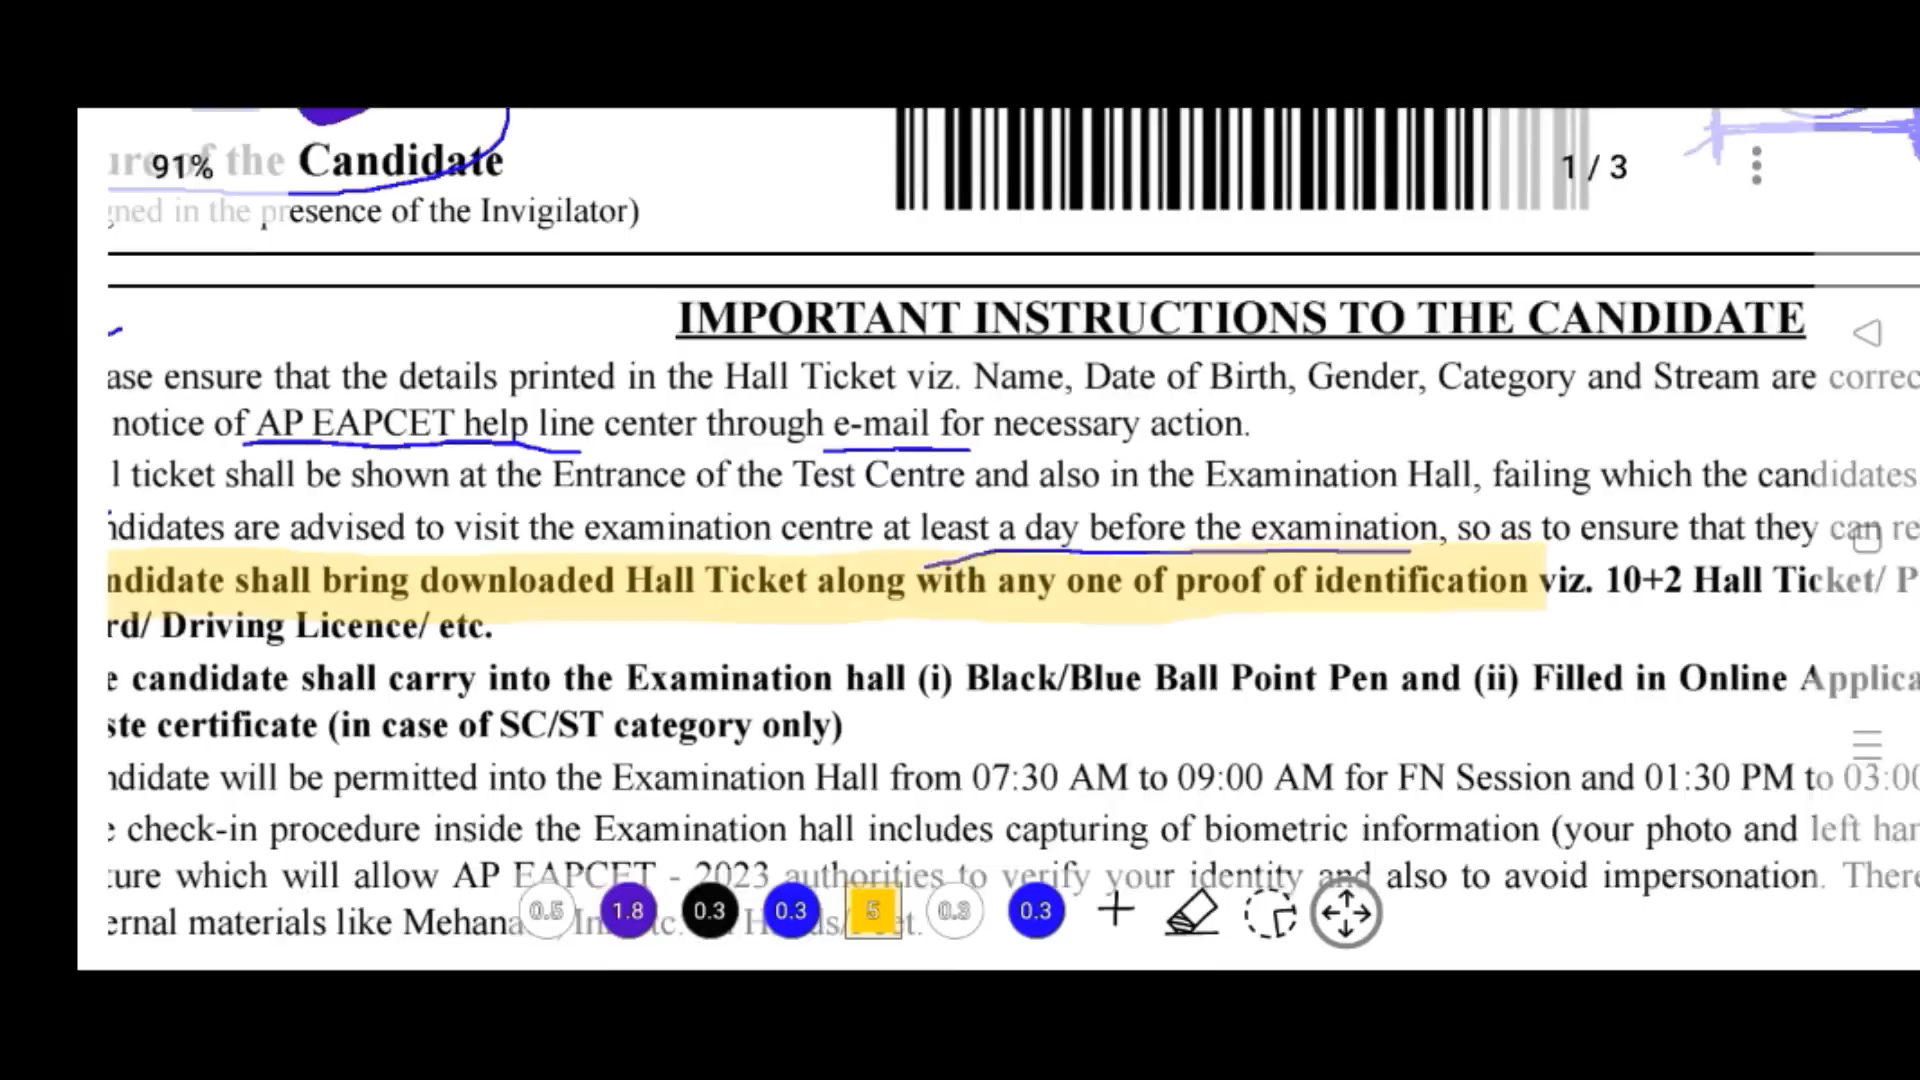 ure of the Candidate
91%
1 / 3
gned in the presence of the Invigilator)
IMPORTANT INSTRUCTIONS TO THE CANDIDATE
ase ensure that the details printed in the Hall Ticket viz. Name, Date of Birth, Gender, Category and Stream are correc
notice of AP EAPCET help line center through e-mail for necessary action.
l ticket shall be shown at the Entrance of the Test Centre and also in the Examination Hall, failing which the candidates
ndidates are advised to visit the examination centre at least a day before the examination, so as to ensure that they can re
ndidate shall bring downloaded Hall Ticket along with any one of proof of identification viz. 10+2 Hall Ticket/ P
rd/ Driving Licence/ etc.
e candidate shall carry into the Examination hall (i) Black/Blue Ball Point Pen and (ii) Filled in Online Applica
ste certificate (in case of SC/ST category only)
ndidate will be permitted into the Examination Hall from 07:30 AM to 09:00 AM for FN Session and 01:30 PM to 03:00
e check-in procedure inside the Examination hall includes capturing of biometric information (your photo and left han
ture which will allow AP EAPCET - 2023 authorities to verify your identity and also to avoid impersonation. There
ernal materials like
0.5 1.8 0.3 0.3 5 0.3 0.3